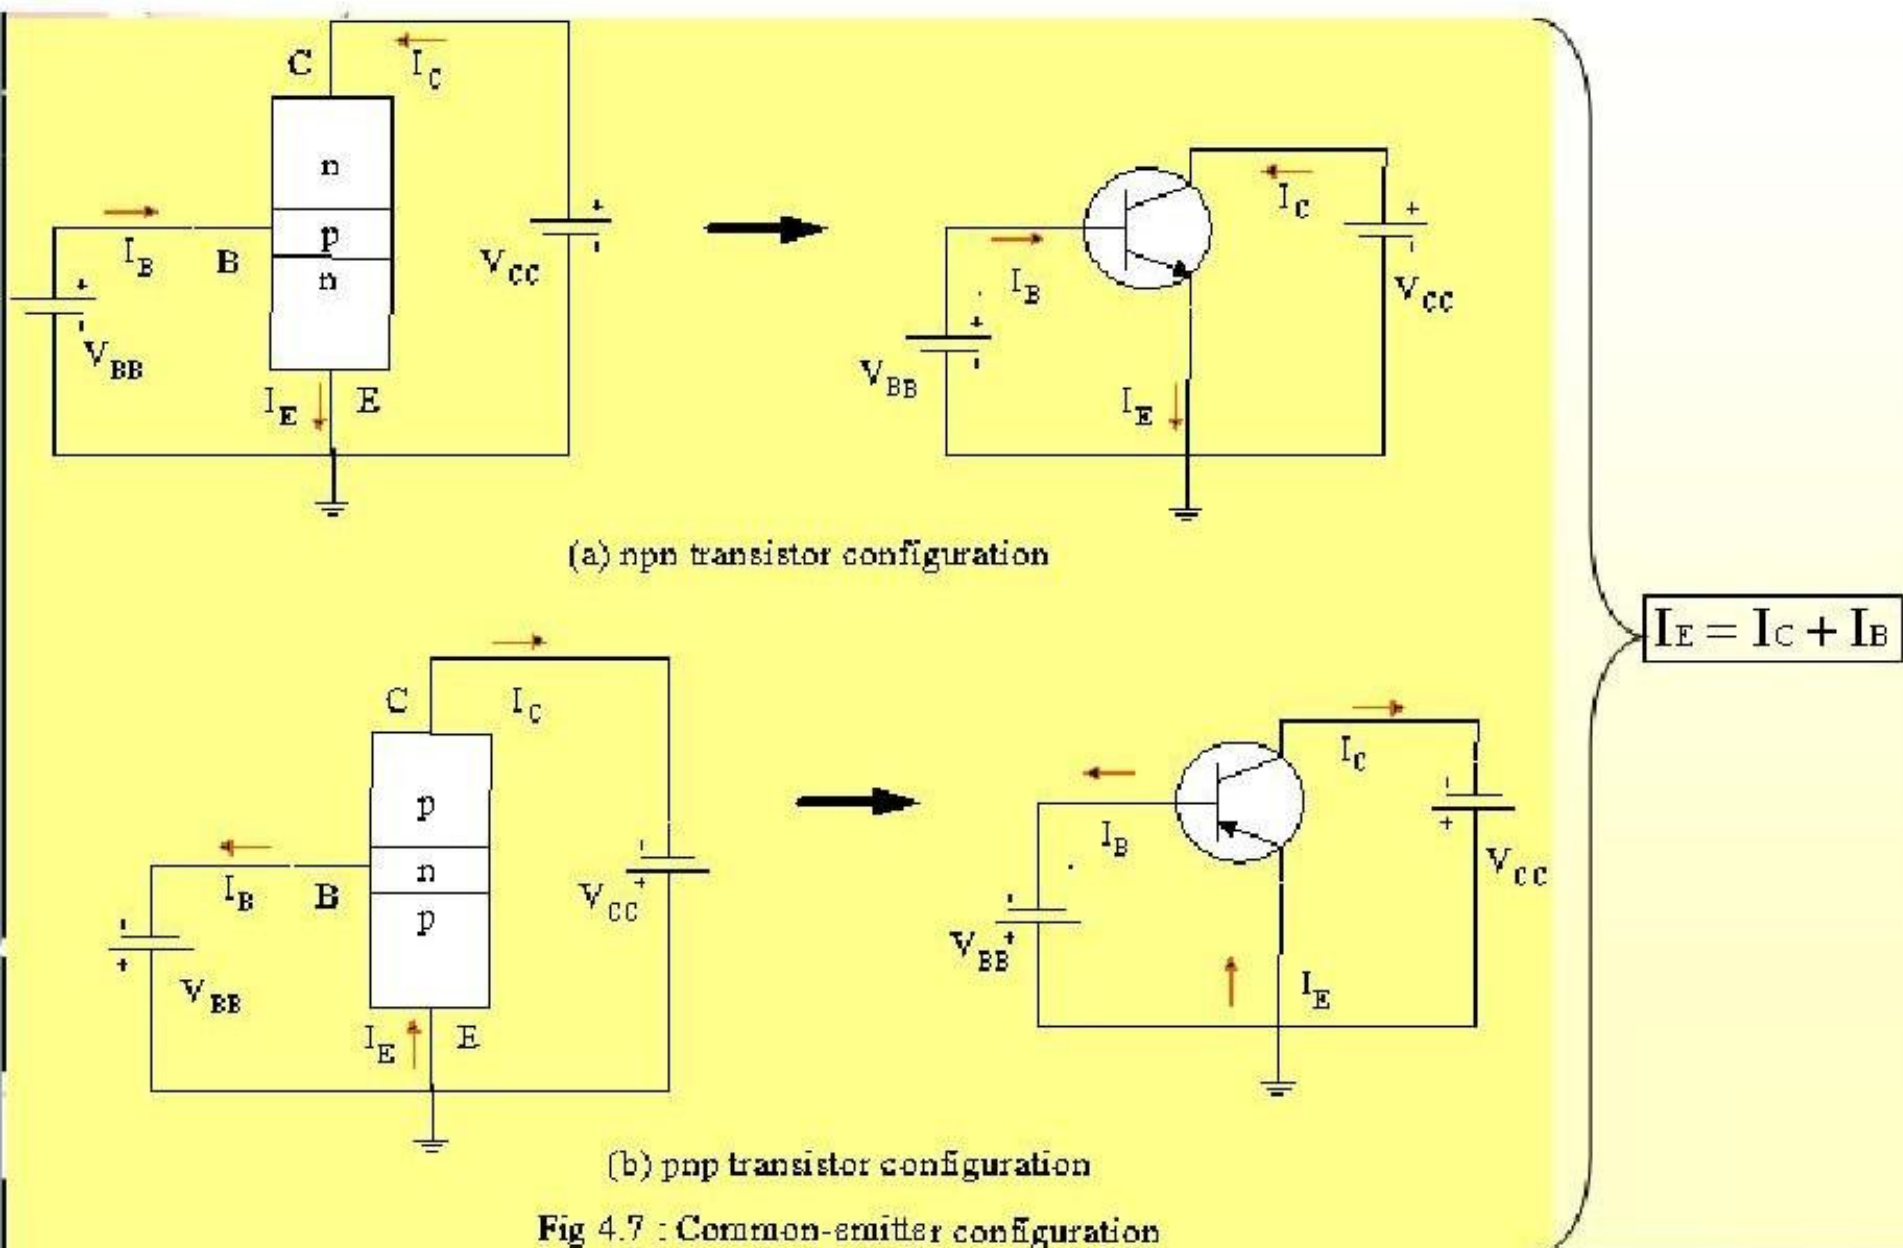 C
I_C
n
p
n
I_B
B
V_BB
V_CC
I_E
E
+
-
+
-
I_C
I_B
V_BB
V_CC
I_E
+
-
+
-
(a) npn transistor configuration
I_E = I_C + I_B
C
I_C
p
n
p
I_B
B
V_BB
V_CC
I_E
E
-
+
-
+
I_C
I_B
V_BB
V_CC
I_E
-
+
-
+
(b) pnp transistor configuration
Fig 4.7 : Common-emitter configuration